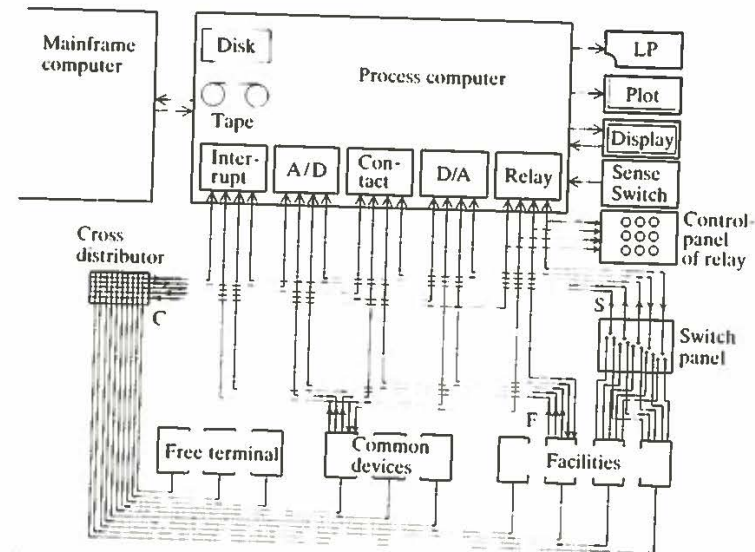 Mainframe
computer
Disk
Tape
Process computer
LP
Plot
Display
Sense
Switch
Inter-
rupt
A/D
Con-
tact
D/A
Relay
Control-
panel
of relay
Cross
distributor
C
S
Switch
panel
F
Free terminal
Common
devices
Facilities